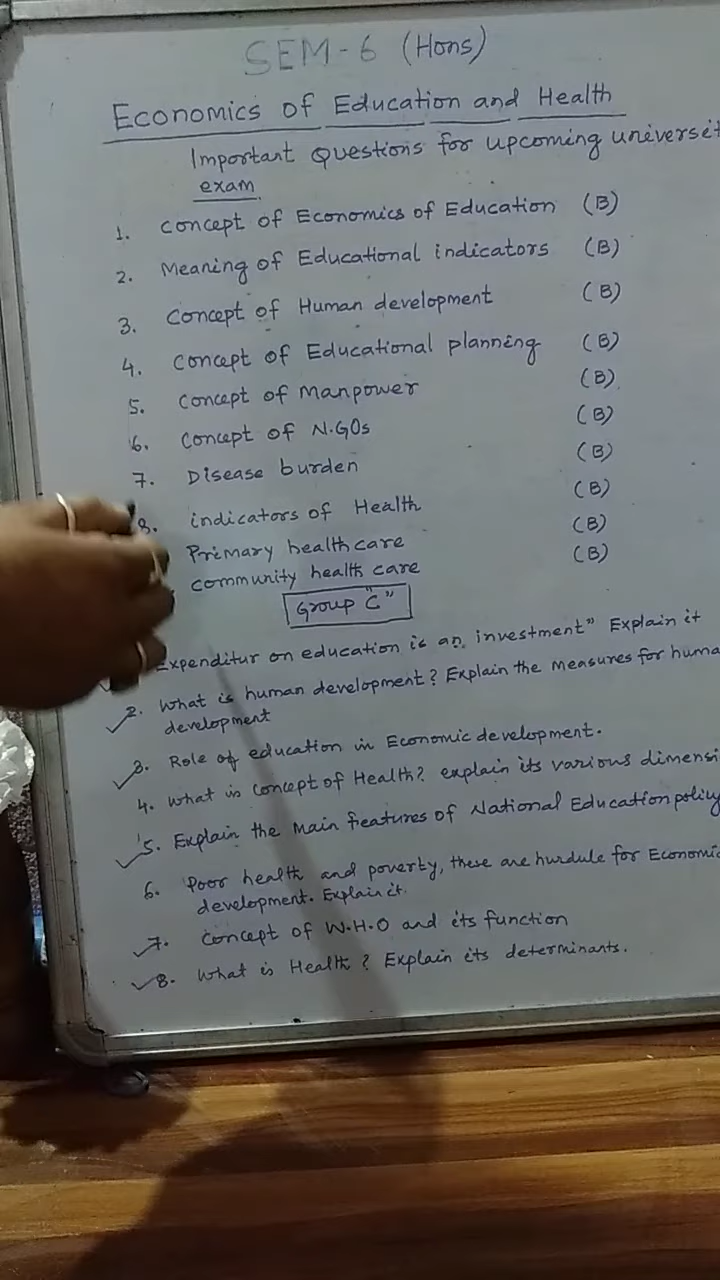 SEM-6 (Hons)
Economics of Education and Health
Important Questions for upcoming universit
exam
1. Concept of Economics of Education (B)
2. Meaning of Educational indicators (B)
3. Concept of Human development (B)
4. Concept of Educational planning (B)
5. Concept of Manpower (B)
6. Concept of N.GOs (B)
7. Disease burden (B)
8. indicators of Health (B)
Primary health care (B)
community health care (B)
Group "C"
Expenditur on education is an investment" Explain it
2. What is human development? Explain the measures for huma
development
3. Role of education in Economic development.
4. What is concept of Health? explain its various dimensi
5. Explain the main features of National Education policy
6. Poor health and poverty, these are hurdule for Economic
development. Explain it.
7. Concept of W.H.O and its function
8. What is Health? Explain its determinants.